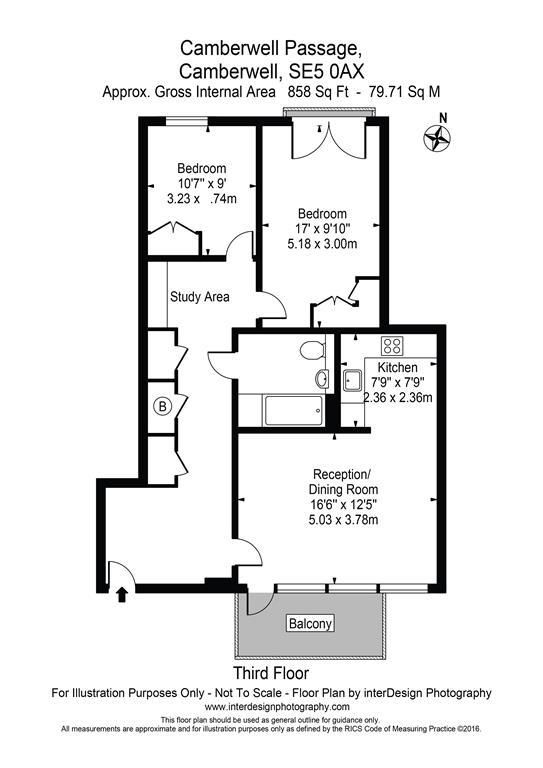 Camberwell Passage,
Camberwell, SE5 0AX
Approx. Gross Internal Area 858 Sq Ft - 79.71 Sq M
N
Bedroom
10'7" x 9'
3.23 x .74m
Bedroom
17' x 9'10"
5.18 x 3.00m
Study Area
Kitchen
7'9" x 7'9"
2.36 x 2.36m
B
Reception/
Dining Room
16'6" x 12'5"
5.03 x 3.78m
Balcony
Third Floor
For Illustration Purposes Only - Not To Scale - Floor Plan by interDesign Photography
www.interdesignphotography.com
This floor plan should be used as general outline for guidance only.
All measurements are approximate and for illustration purposes only as defined by the RICS Code of Measuring Practice ©2016.